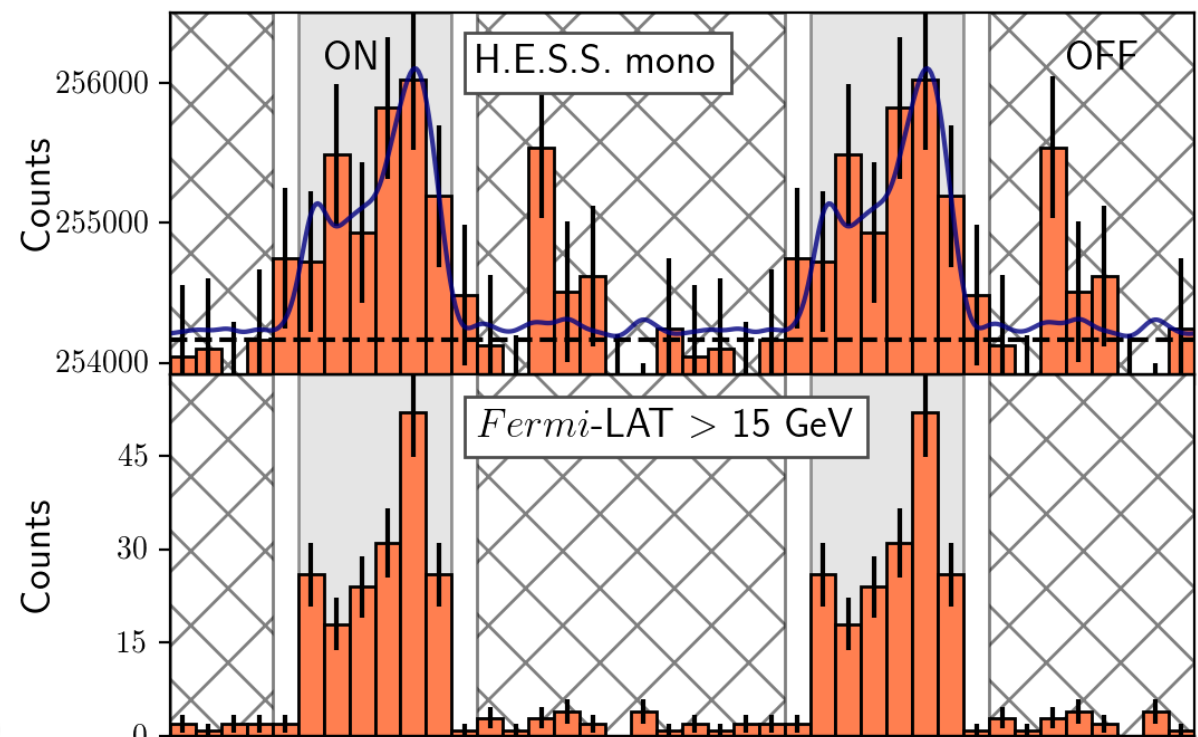 ON
H.E.S.S. mono
OFF
256000
255000
254000
Counts
Fermi-LAT > 15 GeV
45
30
15
0
Counts